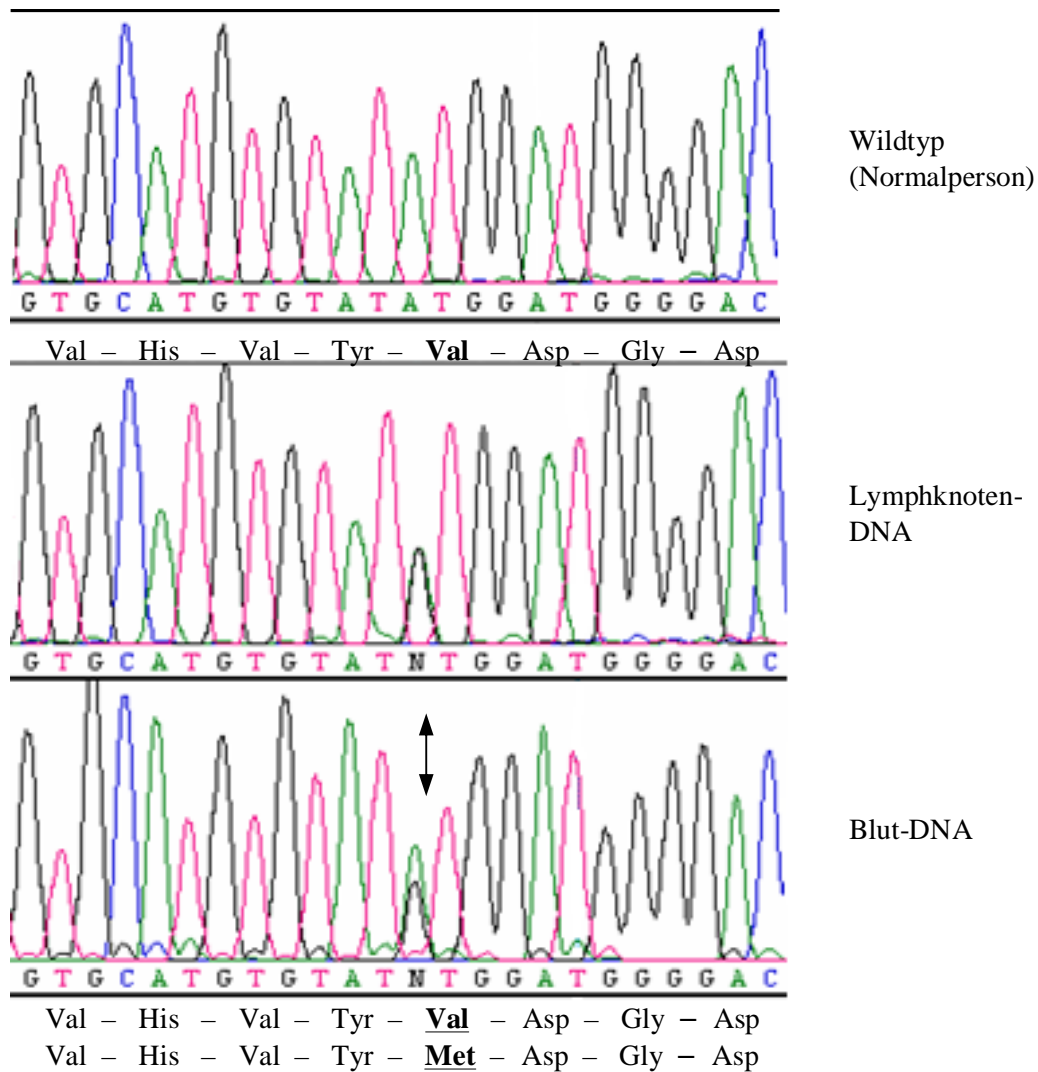 G T G C A T G T G T A T A T G G A T G G G G A C
Val – His – Val – Tyr – Val – Asp – Gly – Asp
Wildtyp
(Normalperson)
G T G C A T G T G T A T N T G G A T G G G G A C
Lymphknoten-
DNA
G T G C A T G T G T A T N T G G A T G G G G A C
Blut-DNA
Val – His – Val – Tyr – Val – Asp – Gly – Asp
Val – His – Val – Tyr – Met – Asp – Gly – Asp